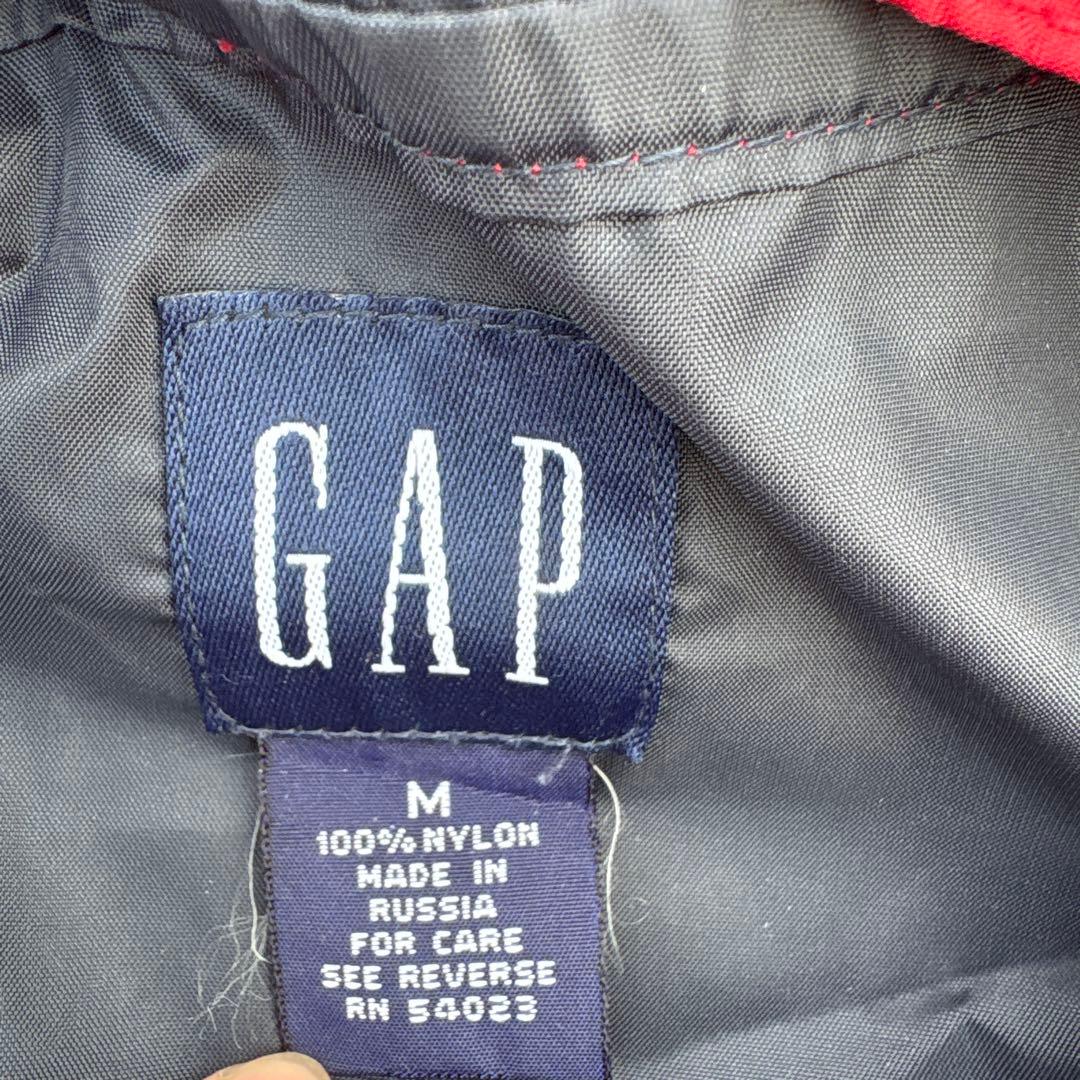 GAP
M
100% NYLON
MADE IN
RUSSIA
FOR CARE
SEE REVERSE
RN 54023